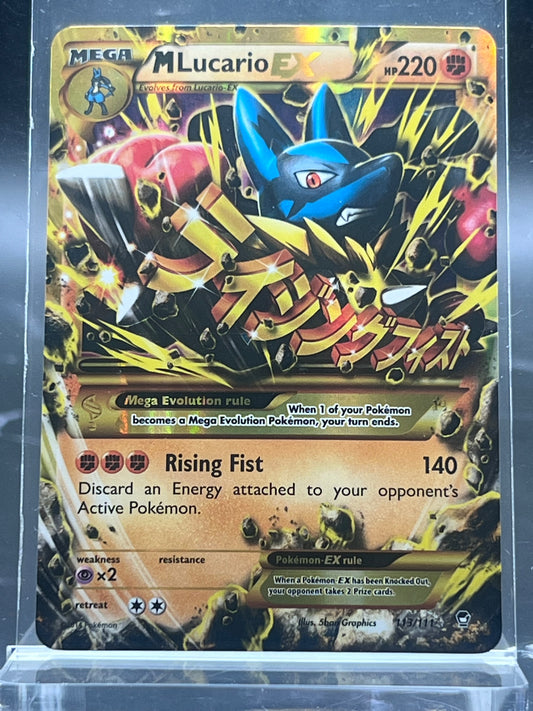 MEGA
M Lucario EX
HP 220
Evolves from Lucario-EX
ライジングフィスト
Mega Evolution rule
When 1 of your Pokémon
becomes a Mega Evolution Pokémon, your turn ends.
Rising Fist 140
Discard an Energy attached to your opponent's
Active Pokémon.
weakness resistance
×2
retreat
Pokémon-EX rule
When a Pokémon-EX has been Knocked Out,
your opponent takes 2 Prize cards.
Pokémon
Illus. 5ban Graphics
113/111